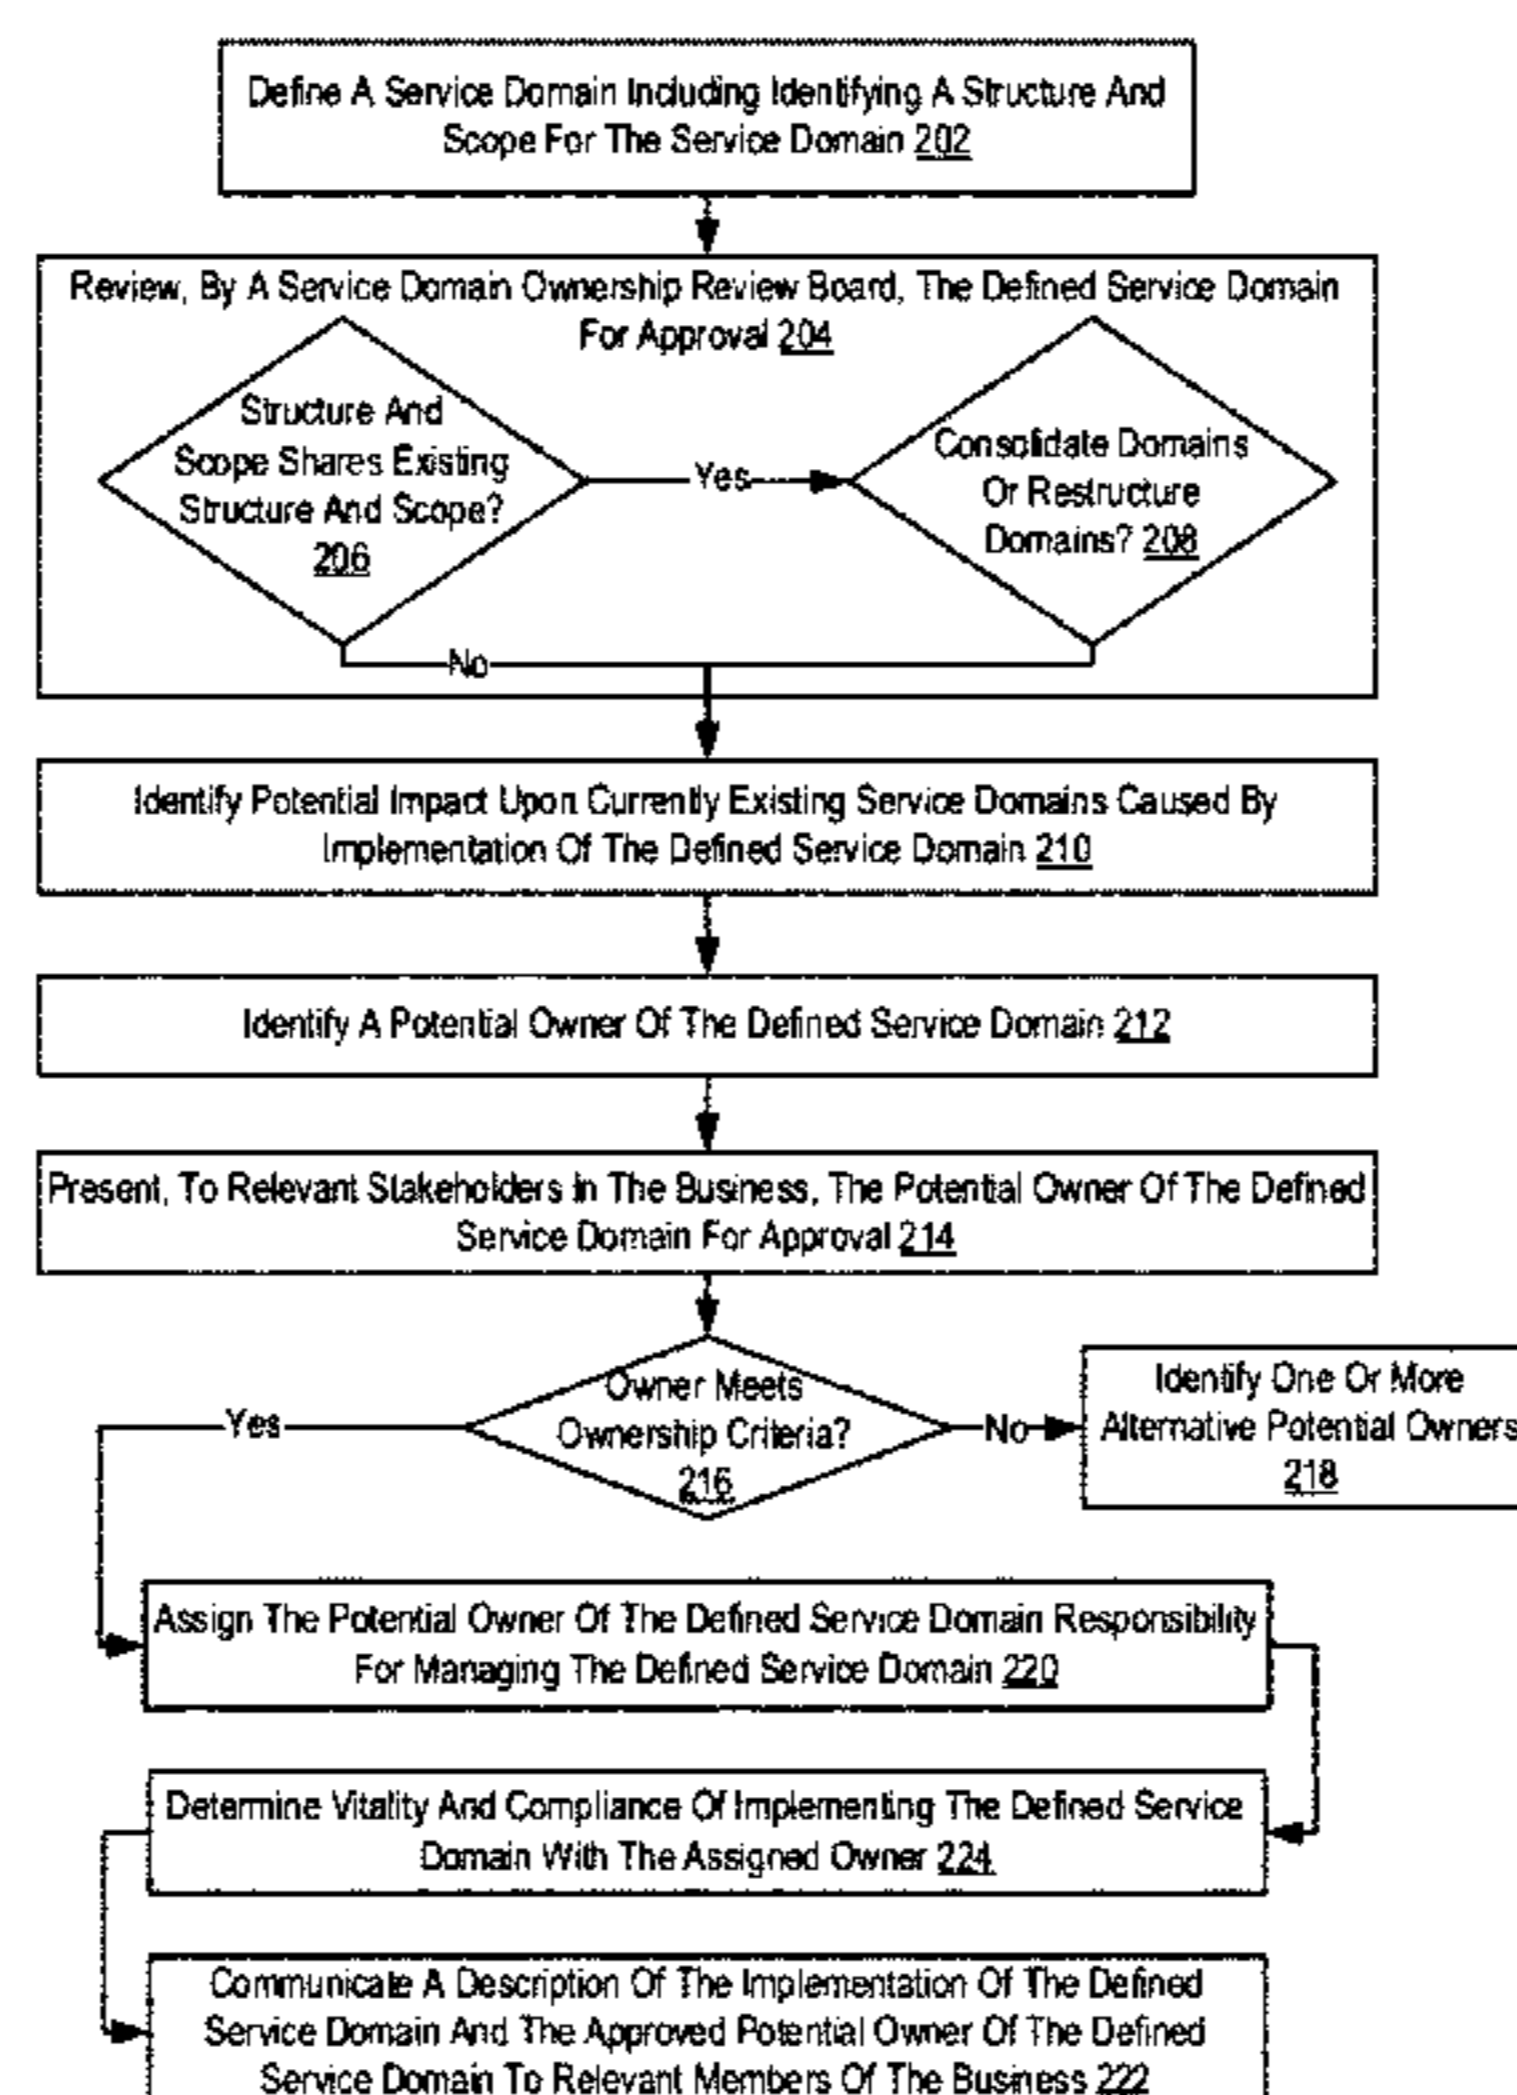 Define A Service Domain Including Identifying A Structure And
Scope For The Service Domain 202
Review, By A Service Domain Ownership Review Board, The Defined Service Domain
For Approval 204
Structure And
Scope Shares Existing
Structure And Scope?
206
Yes
Consolidate Domains
Or Restructure
Domains? 208
No
Identify Potential Impact Upon Currently Existing Service Domains Caused By
Implementation Of The Defined Service Domain 210
Identify A Potential Owner Of The Defined Service Domain 212
Present, To Relevant Stakeholders In The Business, The Potential Owner Of The Defined
Service Domain For Approval 214
Owner Meets
Ownership Criteria?
216
Yes
No
Identify One Or More
Alternative Potential Owners
218
Assign The Potential Owner Of The Defined Service Domain Responsibility
For Managing The Defined Service Domain 220
Determine Vitality And Compliance Of Implementing The Defined Service
Domain With The Assigned Owner 224
Communicate A Description Of The Implementation Of The Defined
Service Domain And The Approved Potential Owner Of The Defined
Service Domain To Relevant Members Of The Business 222